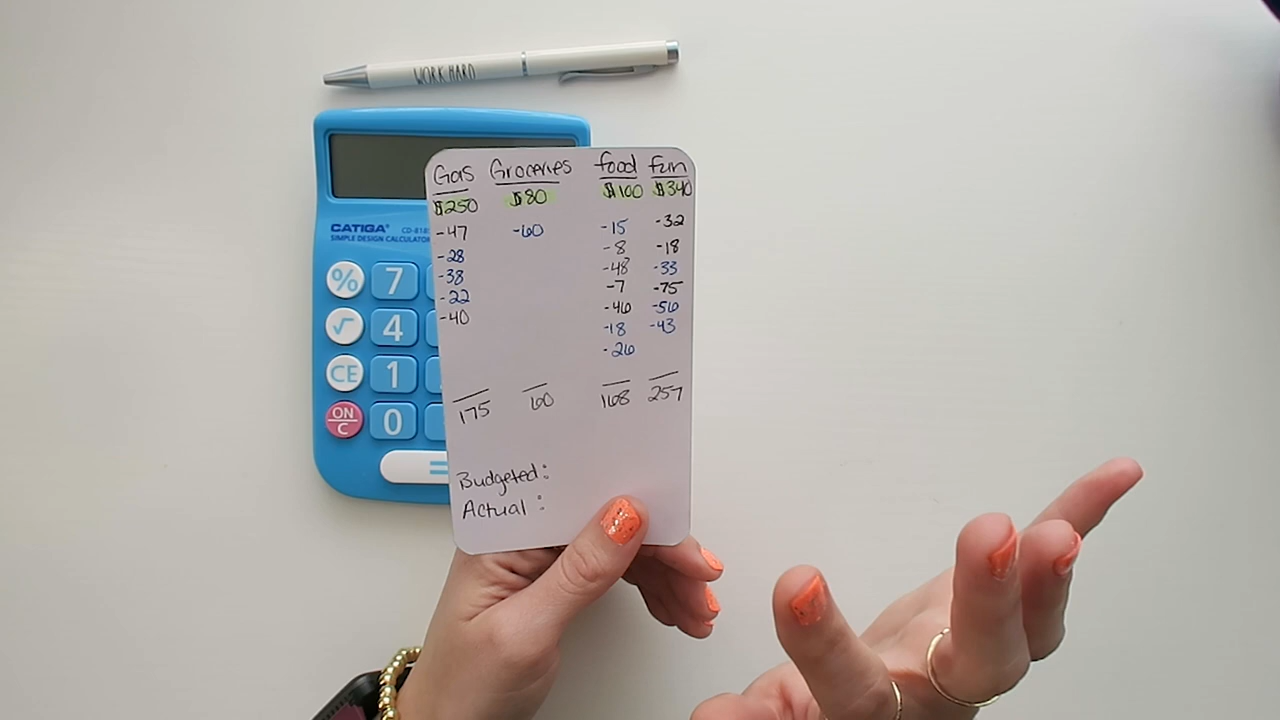 WORK HARD
Gas Groceries food fun
$250 $80 $100 $340
-47 -60 -15 -32
-28 -8 -18
-38 -48 -33
-22 -7 -75
-40 -46 -56
-18 -43
-26
175 60 168 257
Budgeted:
Actual:
CATIGA
SIMPLE DESIGN
% 7
√ 4
CE 1
ON/C 0
=